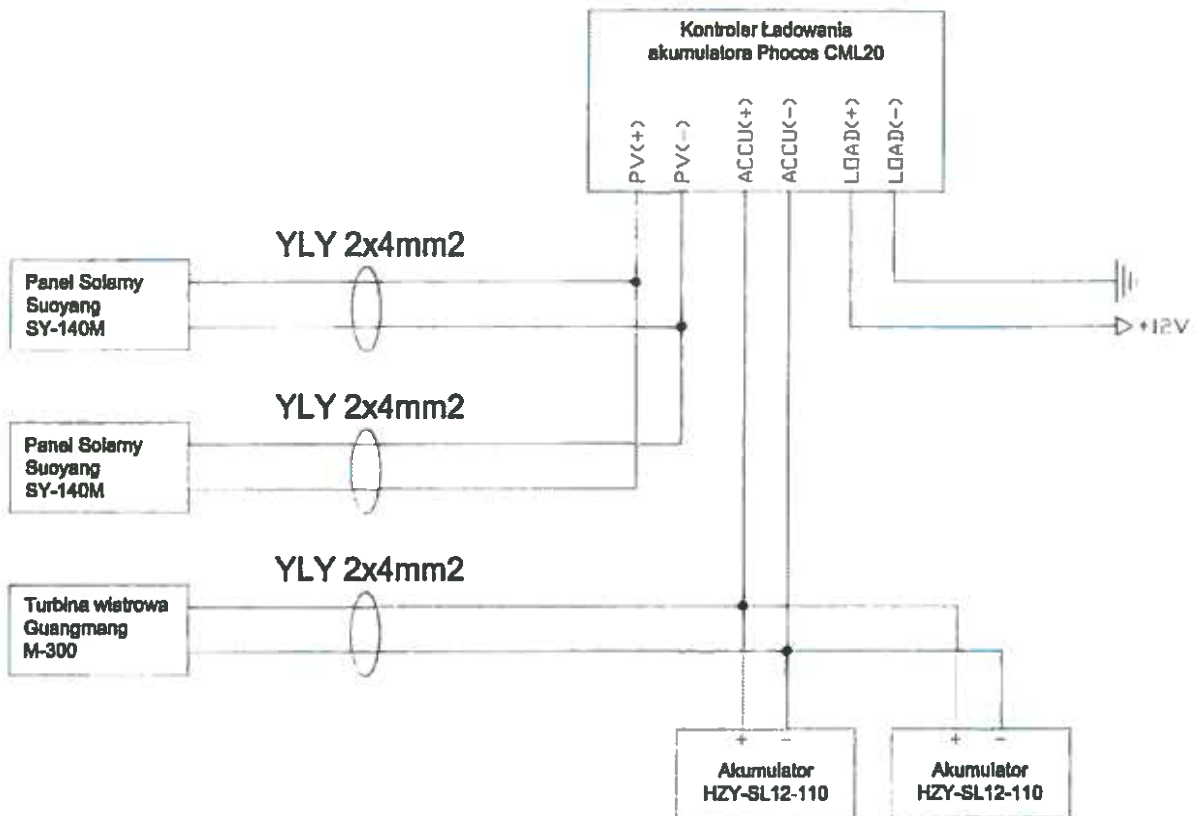 Kontroler Ładowania
akumulatora Phocos CML20
PV(+)
PV(-)
ACCU(+)
ACCU(-)
LOAD(+)
LOAD(-)
YLY 2x4mm2
Panel Solarny
Suoyang
SY-140M
+12V
YLY 2x4mm2
Panel Solarny
Suoyang
SY-140M
YLY 2x4mm2
Turbina wiatrowa
Guangmang
M-300
+ -
Akumulator
HZY-SL12-110
+ -
Akumulator
HZY-SL12-110